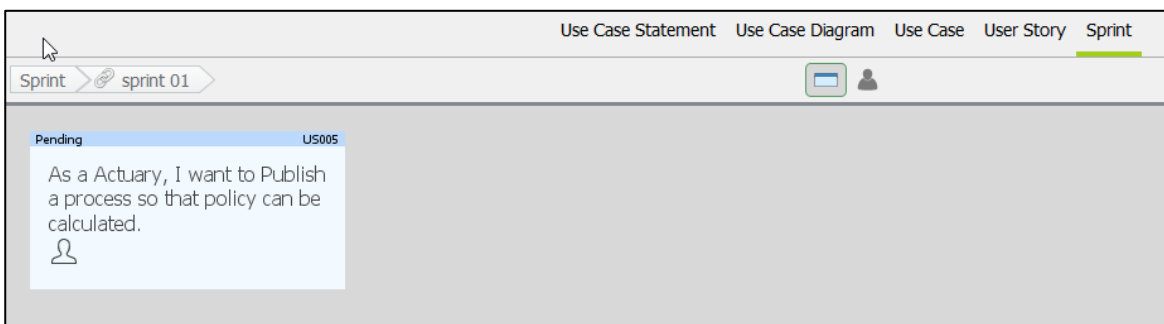 Use Case Statement Use Case Diagram Use Case User Story Sprint
Sprint sprint 01
Pending US005
As a Actuary, I want to Publish
a process so that policy can be
calculated.